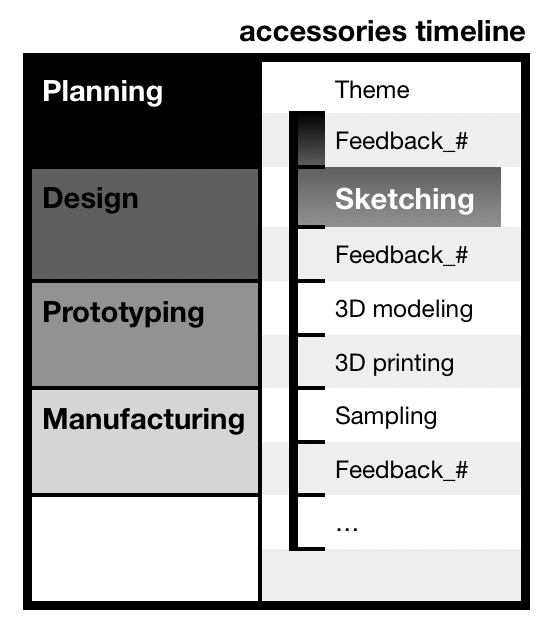 accessories timeline
Planning
Theme
Feedback_#
Design
Sketching
Feedback_#
Prototyping
3D modeling
3D printing
Manufacturing
Sampling
Feedback_#
...